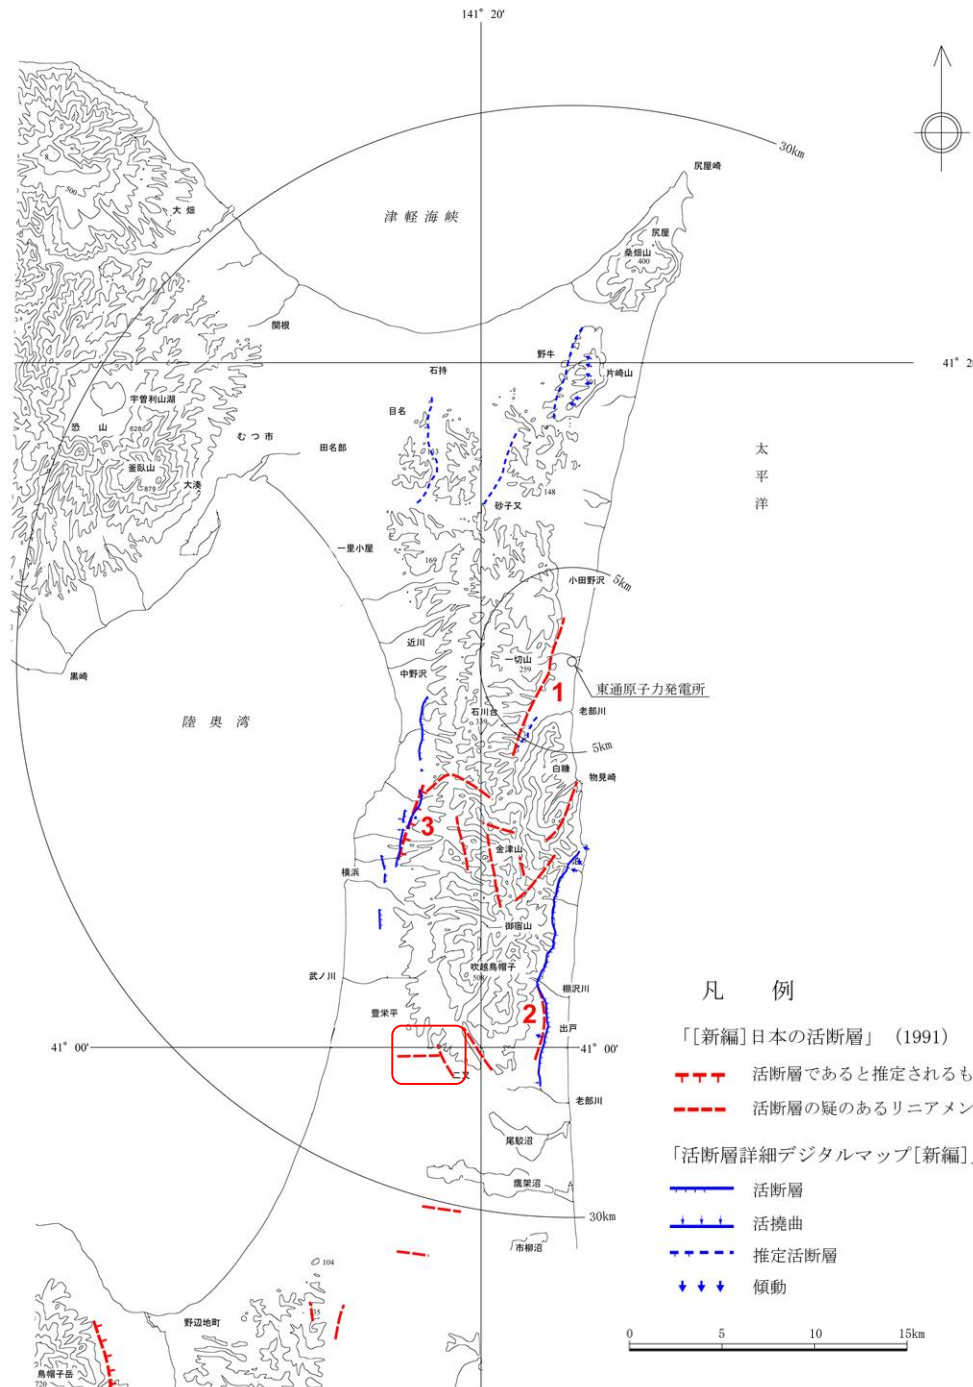 141° 20'
30km
尻屋崎
津軽海峡
大畑
尻屋
桑畑山
400
500
関根
野牛
41° 2
石持
片崎山
宇曽利山湖
目名
恐山
628
むつ市
田名部
太平洋
釜臥山
879
大湊
148
砂子又
一里小屋
169
小田野沢
5km
近川
一切山
259
中野沢
黒崎
東通原子力発電所
1
陸奥湾
石川台
339
老部川
5km
白糠
物見崎
3
金津山
横浜
御宿山
吹越烏帽子
508
武ノ川
棚沢川
豊栄平
2
出戸
41° 00'
41° 00'
二又
老部川
尾駮沼
鷹架沼
30km
市柳沼
104
野辺地町
烏帽子岳
720
凡例
「[新編]日本の活断層」 (1991)
活断層であると推定されるも
活断層の疑のあるリニアメン
「活断層詳細デジタルマップ[新編]」
活断層
活撓曲
推定活断層
傾動
0 5 10 15km